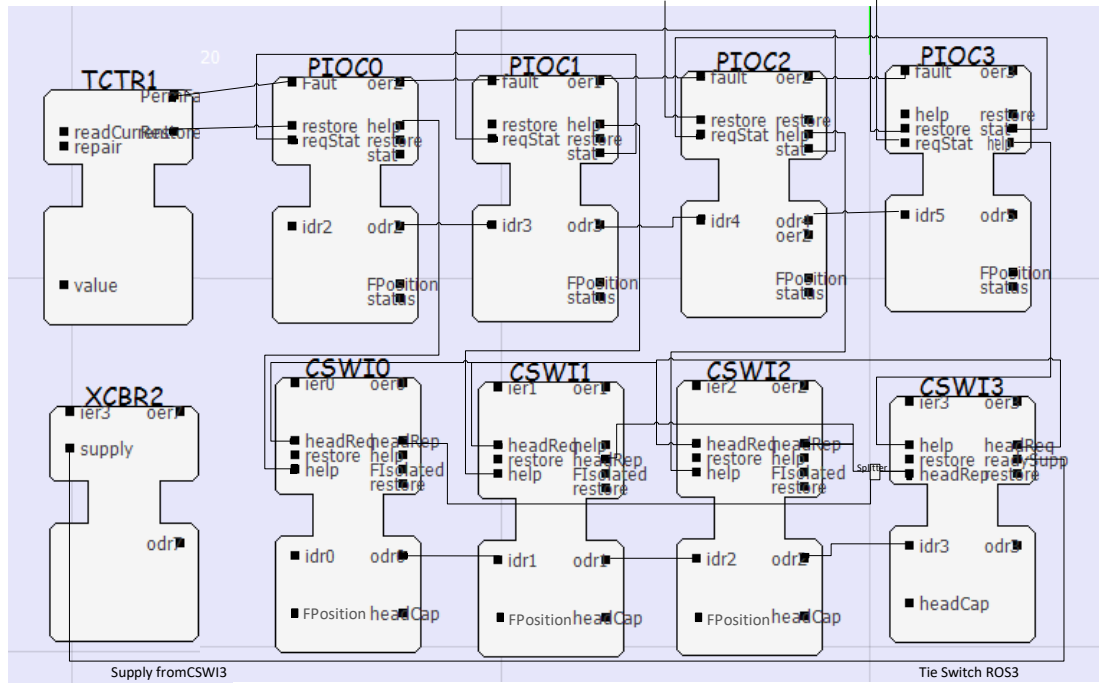 20
TCTR1
PermFa
readCurrent
Restore
repair
value
PIOC0
Faut oer2
restore help
reqStat restore
stat
idr2 odr2
FPosition
status
PIOC1
fault oer1
restore help
reqStat restore
stat
idr3 odr3
FPosition
status
PIOC2
fault oer2
restore restore
reqStat help
stat
idr4 odr4
oer2
FPosition
status
PIOC3
fault oer3
help restore
restore stat
reqStat help
idr5 odr5
FPosition
status
XCBR2
ier3 oer7
supply
odr7
CSWI0
ier0 oer0
headReq headRep
restore help
help FIsolated
restore
idr0 odr0
FPosition headCap
CSWI1
ier1 oer1
headReq help
restore headRep
help FIsolated
restore
idr1 odr1
FPosition headCap
CSWI2
ier2 oer2
headReq headRep
restore help
help FIsolated
restore
idr2 odr2
FPosition headCap
Splitter
CSWI3
ier3 oer3
help headReq
restore readySupp
headRep restore
idr3 odr3
headCap
Supply fromCSWI3
Tie Switch ROS3